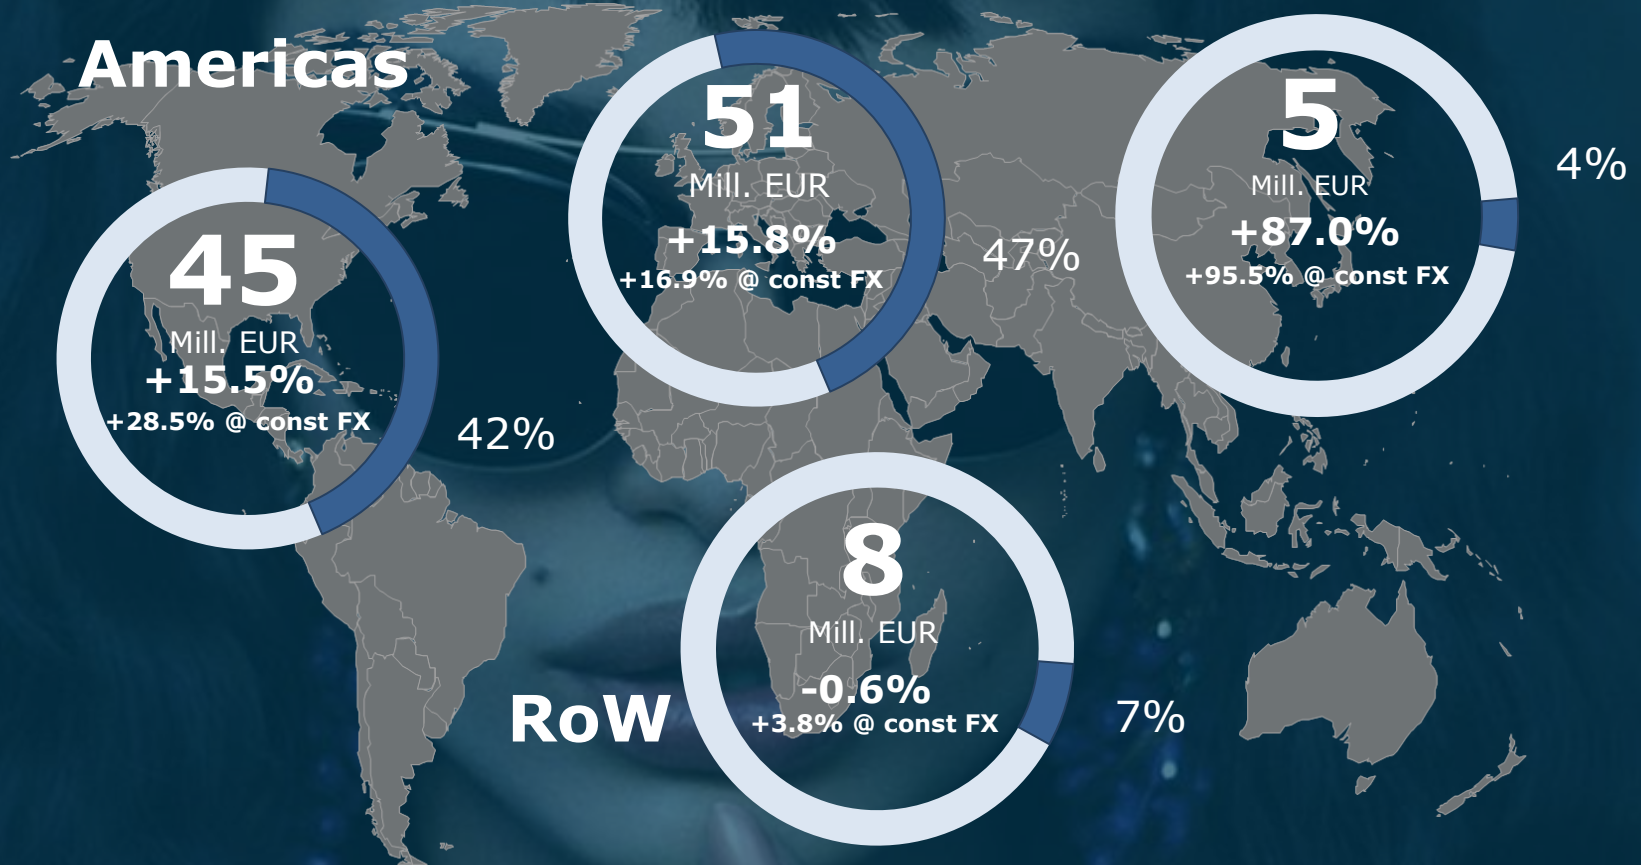 Americas
45
Mill. EUR
+15.5%
+28.5% @ const FX
42%
51
Mill. EUR
+15.8%
+16.9% @ const FX
47%
5
Mill. EUR
+87.0%
+95.5% @ const FX
4%
RoW
8
Mill. EUR
-0.6%
+3.8% @ const FX
7%